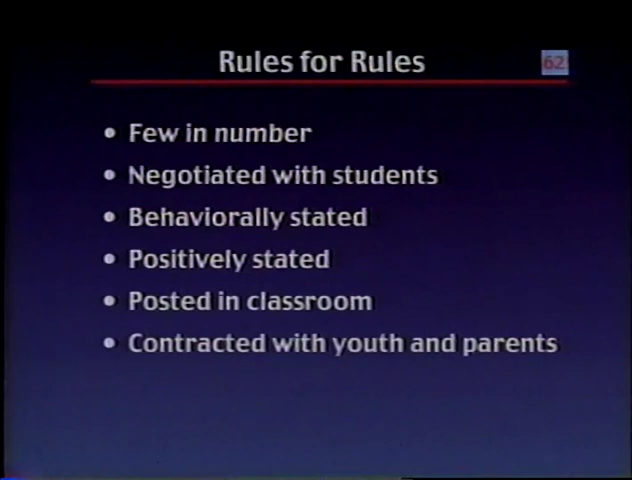 Rules for Rules
62
• Few in number
• Negotiated with students
• Behaviorally stated
• Positively stated
• Posted in classroom
• Contracted with youth and parents